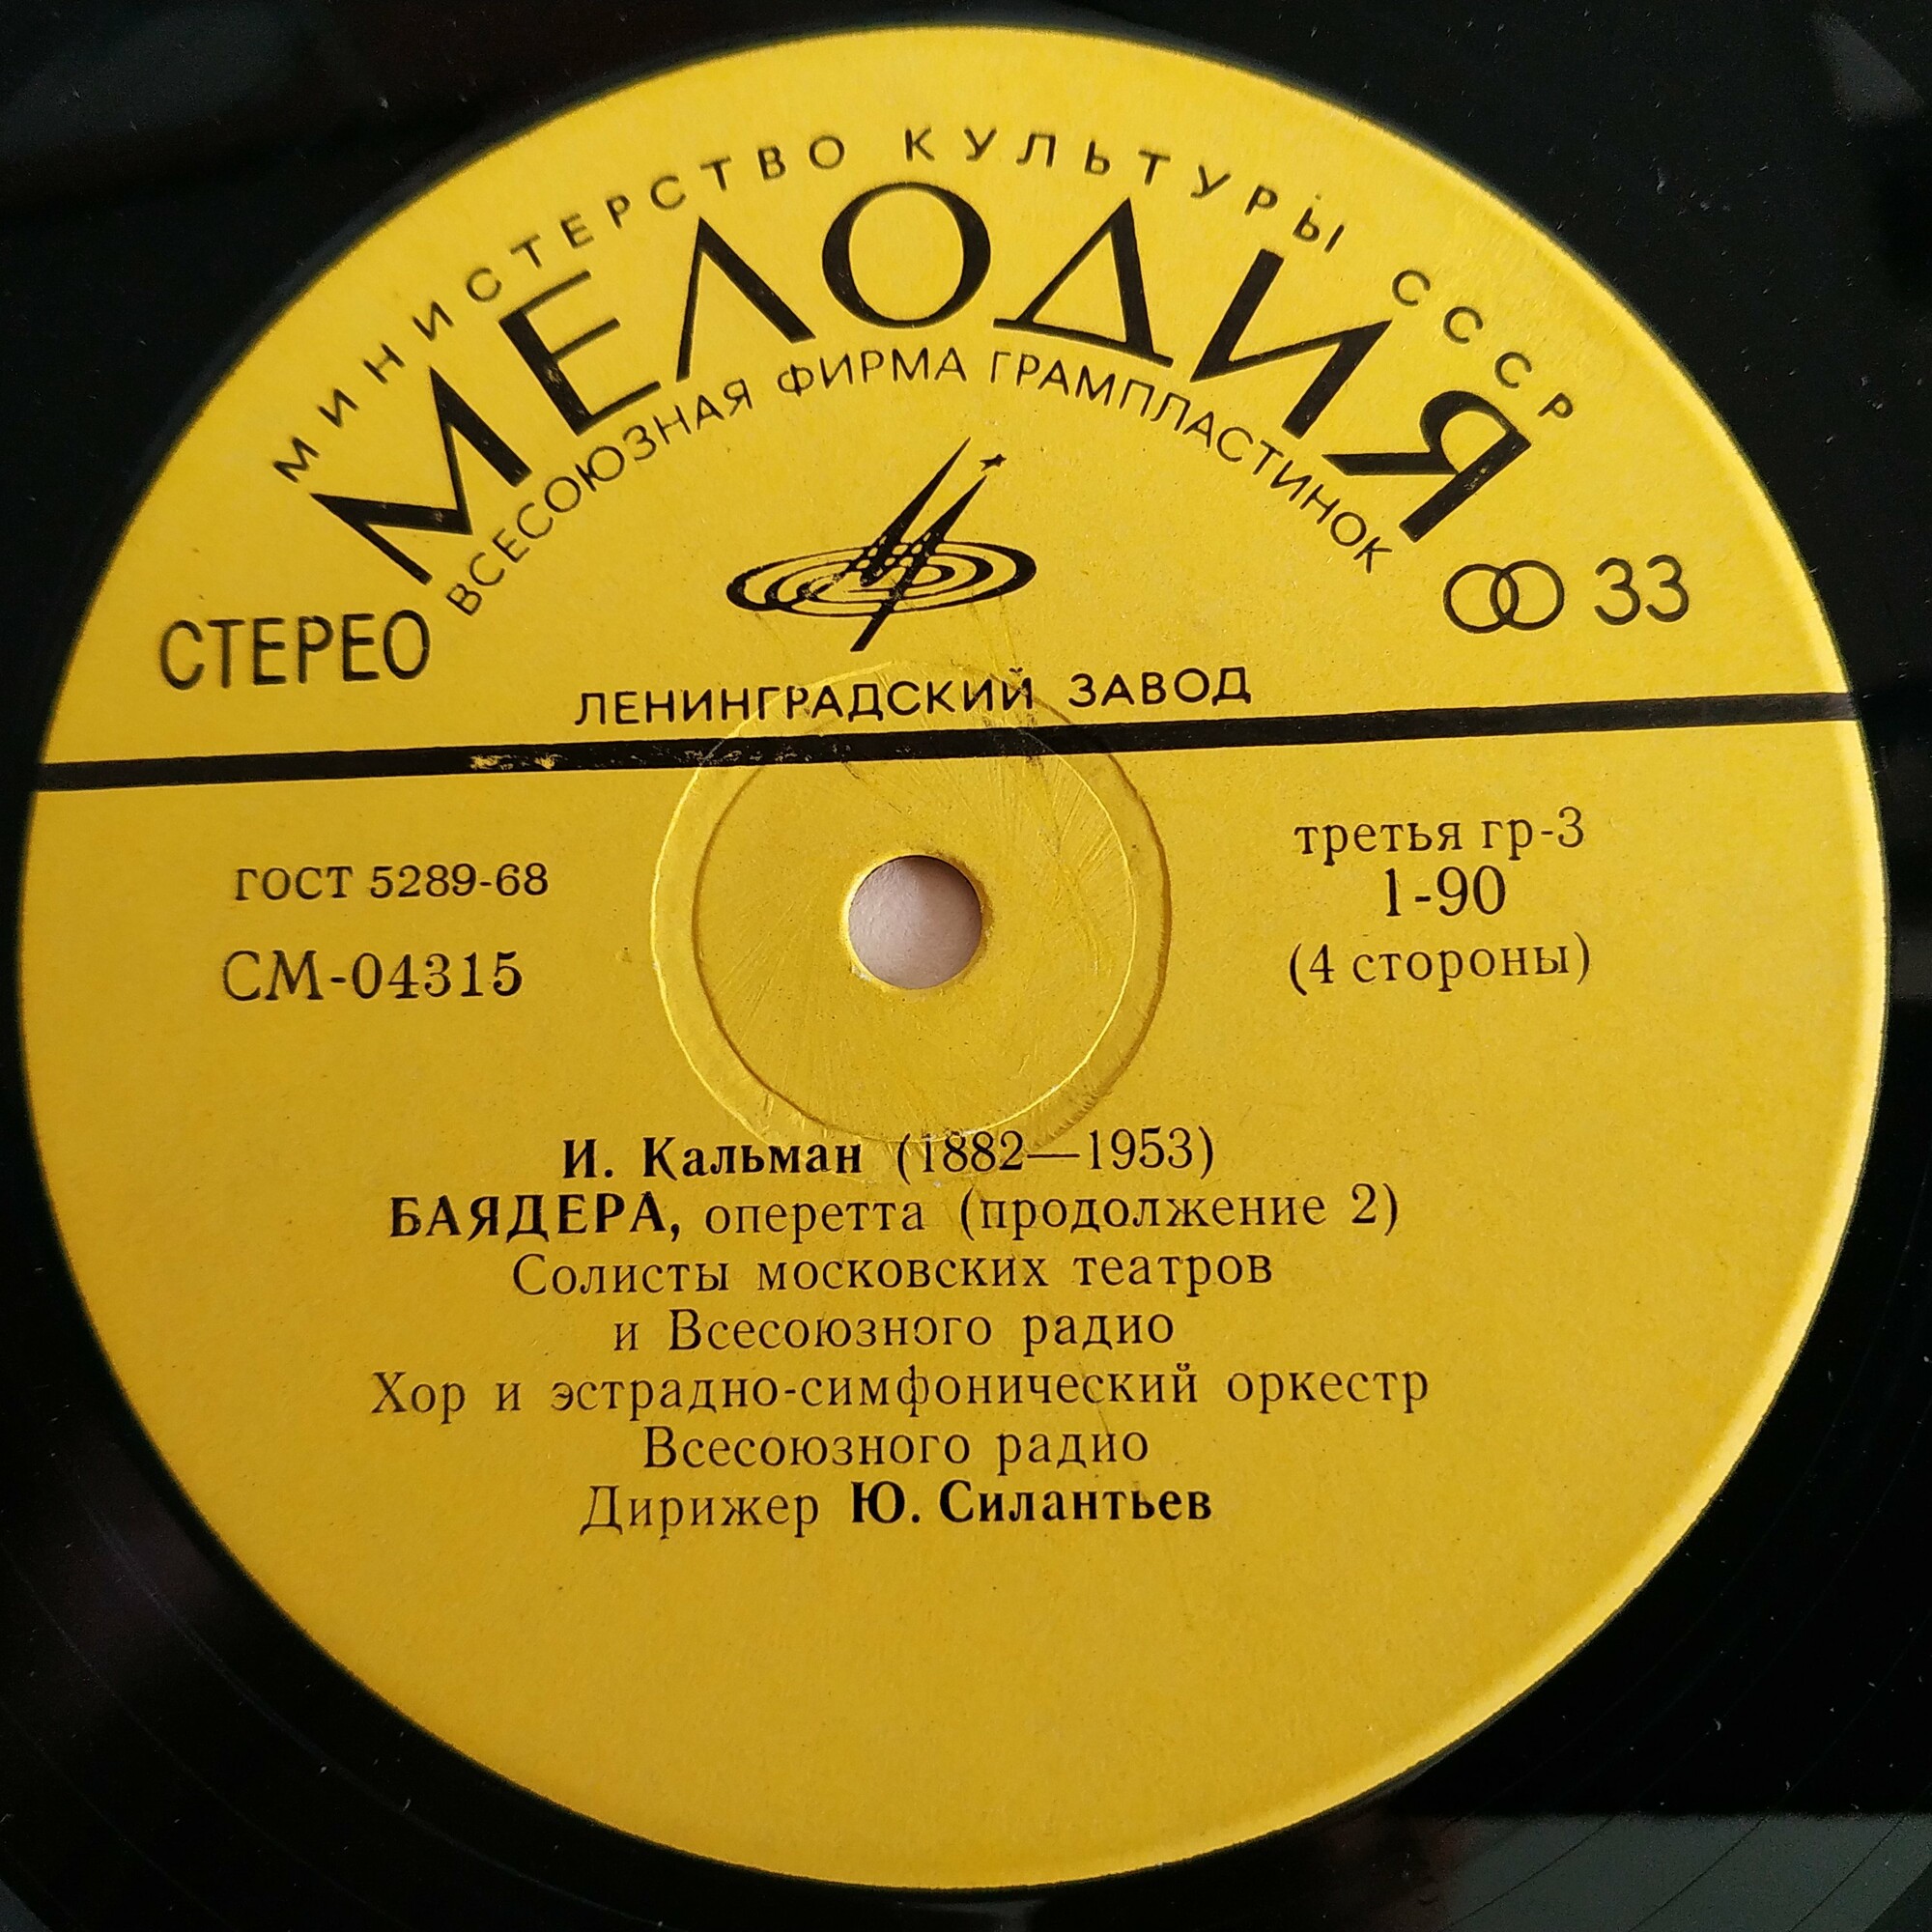 МИНИСТЕРСТВО КУЛЬТУРЫ СССР
МЕЛОДИЯ
ВСЕСОЮЗНАЯ ФИРМА ГРАМПЛАСТИНОК
СТЕРЕО
33
ЛЕНИНГРАДСКИЙ ЗАВОД
ГОСТ 5289-68
СМ-04315
третья гр-3
1-90
(4 стороны)
И. Кальман (1882—1953)
БАЯДЕРА, оперетта (продолжение 2)
Солисты московских театров
и Всесоюзного радио
Хор и эстрадно-симфонический оркестр
Всесоюзного радио
Дирижер Ю. Силантьев